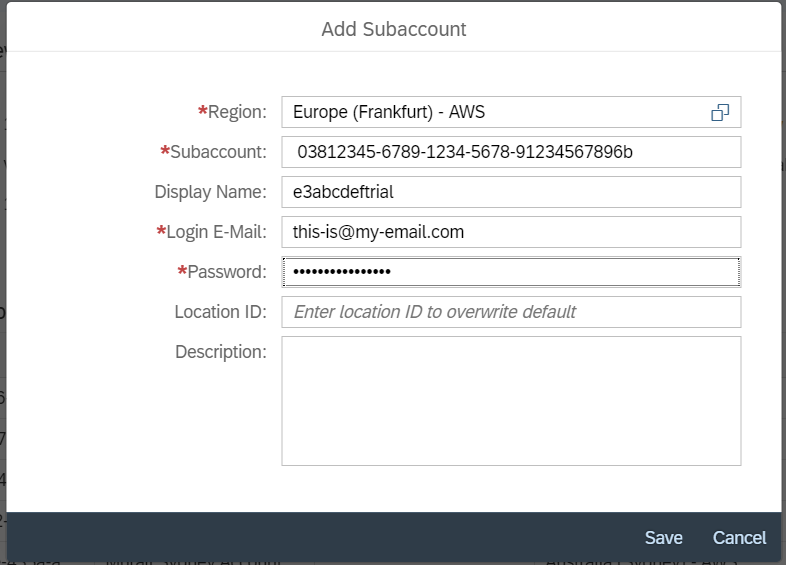 Add Subaccount
*Region: Europe (Frankfurt) - AWS
*Subaccount: 03812345-6789-1234-5678-91234567896b
Display Name: e3abcdeftrial
*Login E-Mail: this-is@my-email.com
*Password: ••••••••••••••••
Location ID: Enter location ID to overwrite default
Description:
Save Cancel